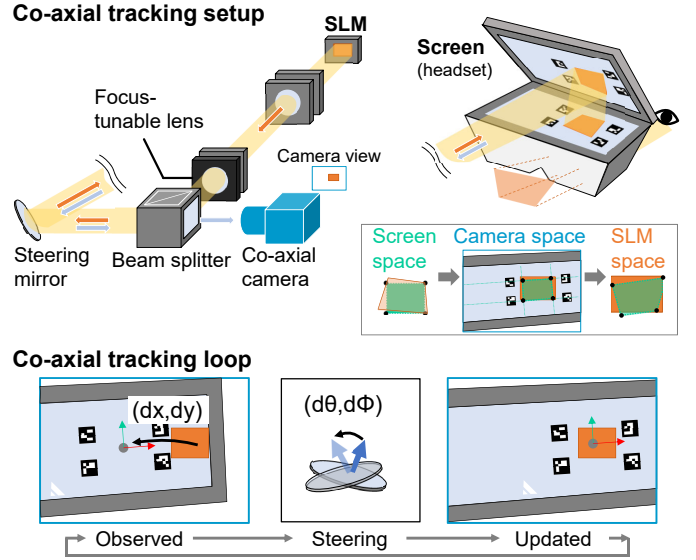 Co-axial tracking setup
SLM
Screen
(headset)
Focus-
tunable lens
Camera view
Steering
mirror
Beam splitter
Co-axial
camera
Screen
space
Camera space
SLM
space
Co-axial tracking loop
(dx,dy)
(dθ,dΦ)
Observed
Steering
Updated